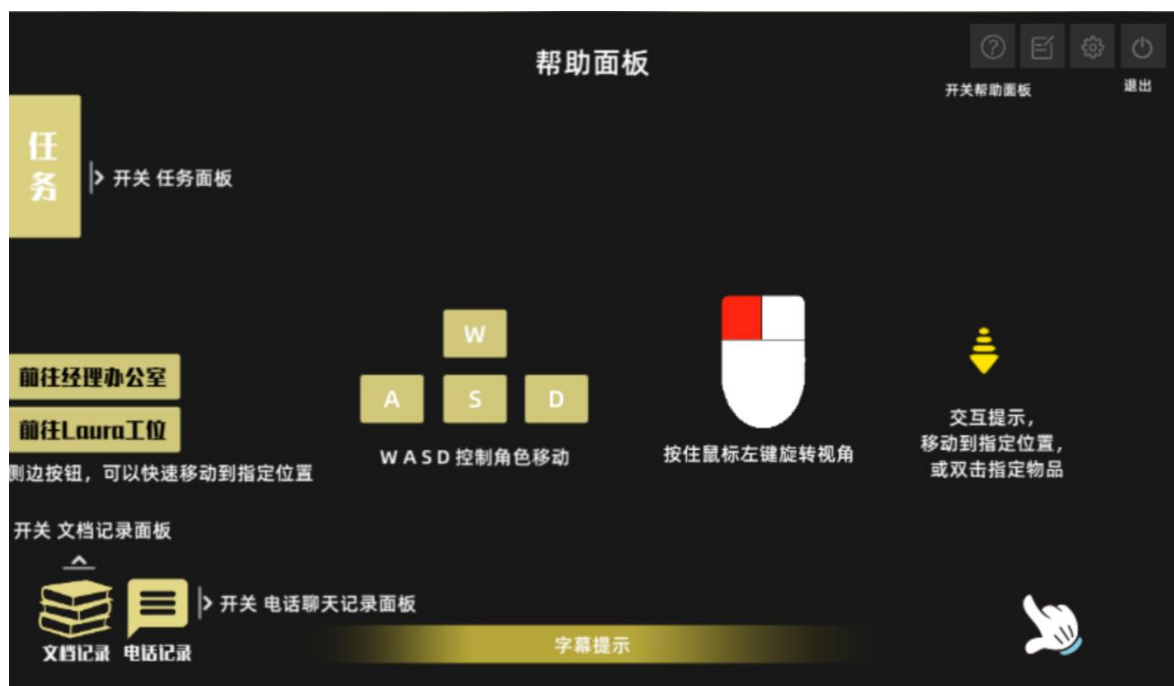 帮助面板
开关帮助面板
退出
任
务
开关 任务面板
W
A S D
W A S D 控制角色移动
按住鼠标左键旋转视角
交互提示，
移动到指定位置，
或双击指定物品
前往经理办公室
前往Laura工位
侧边按钮，可以快速移动到指定位置
开关 文档记录面板
开关 电话聊天记录面板
文档记录 电话记录
字幕提示